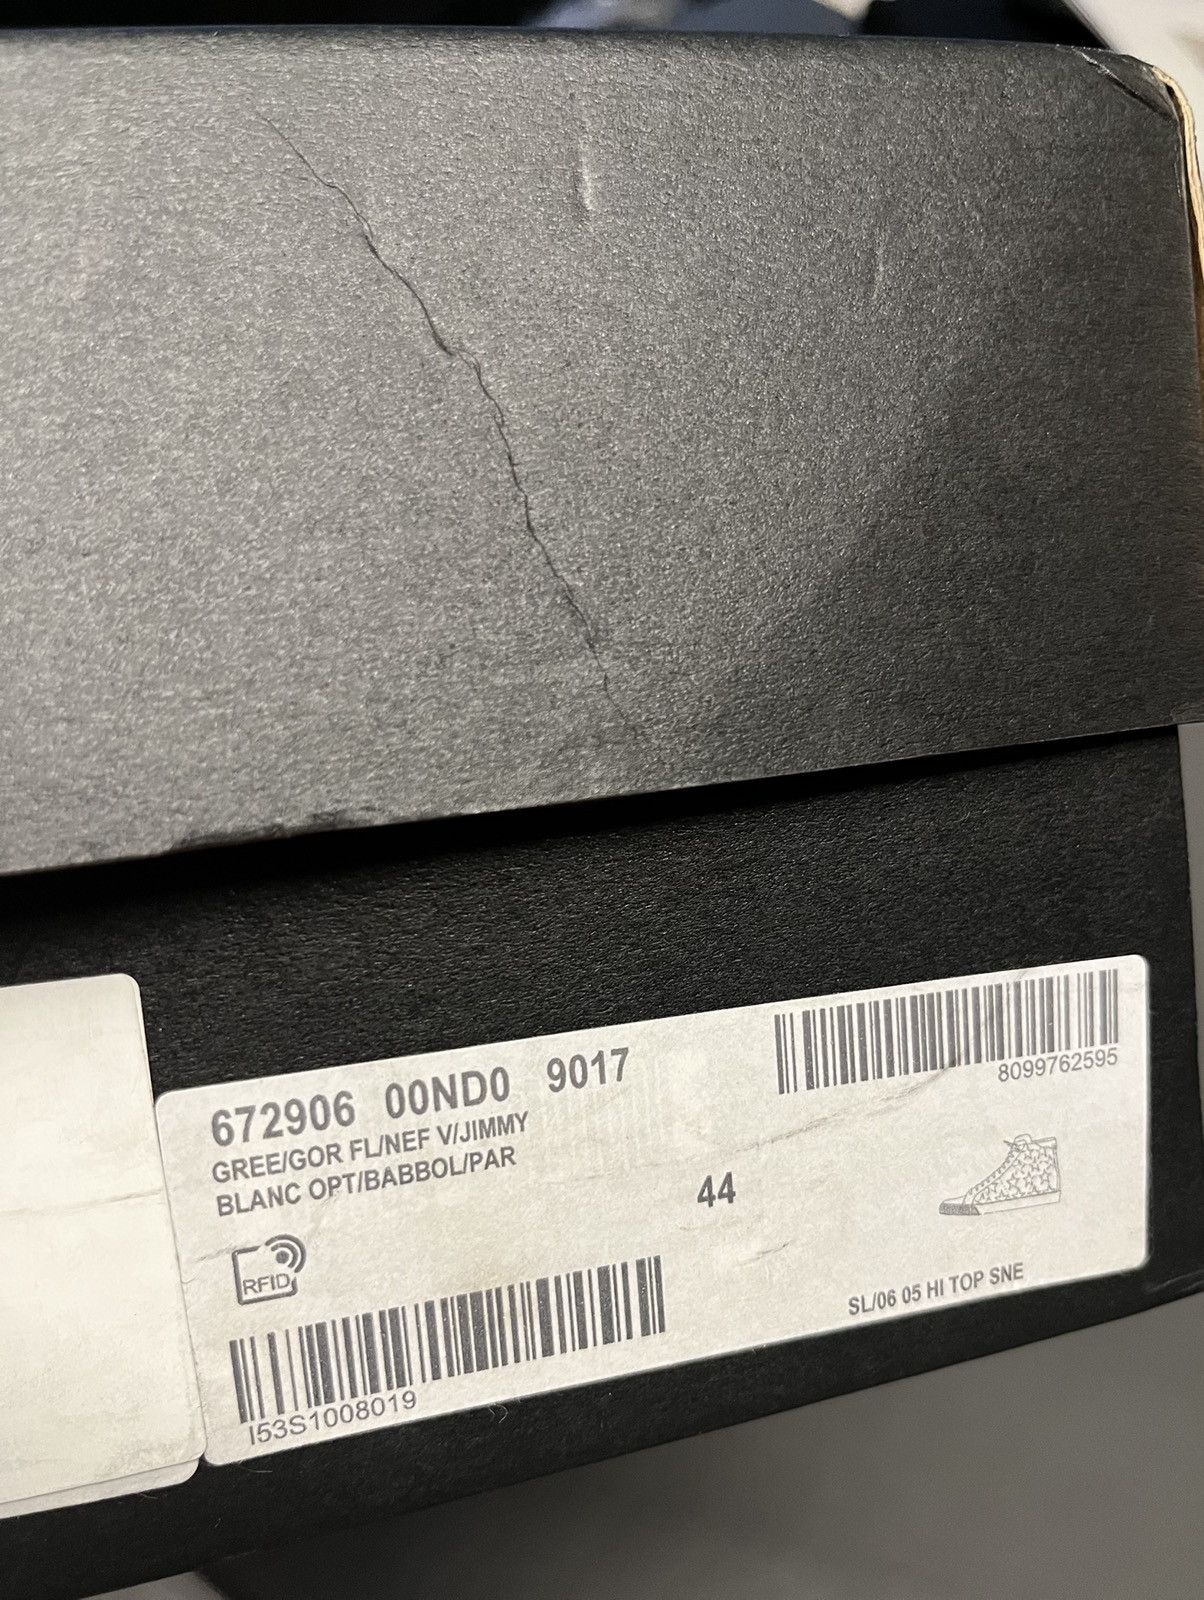 672906 00ND0 9017
GREE/GOR FL/NEF V/JIMMY
BLANC OPT/BABBOL/PAR
8099762595
44
RFID
I53S1008019
SL/06 05 HI TOP SNE